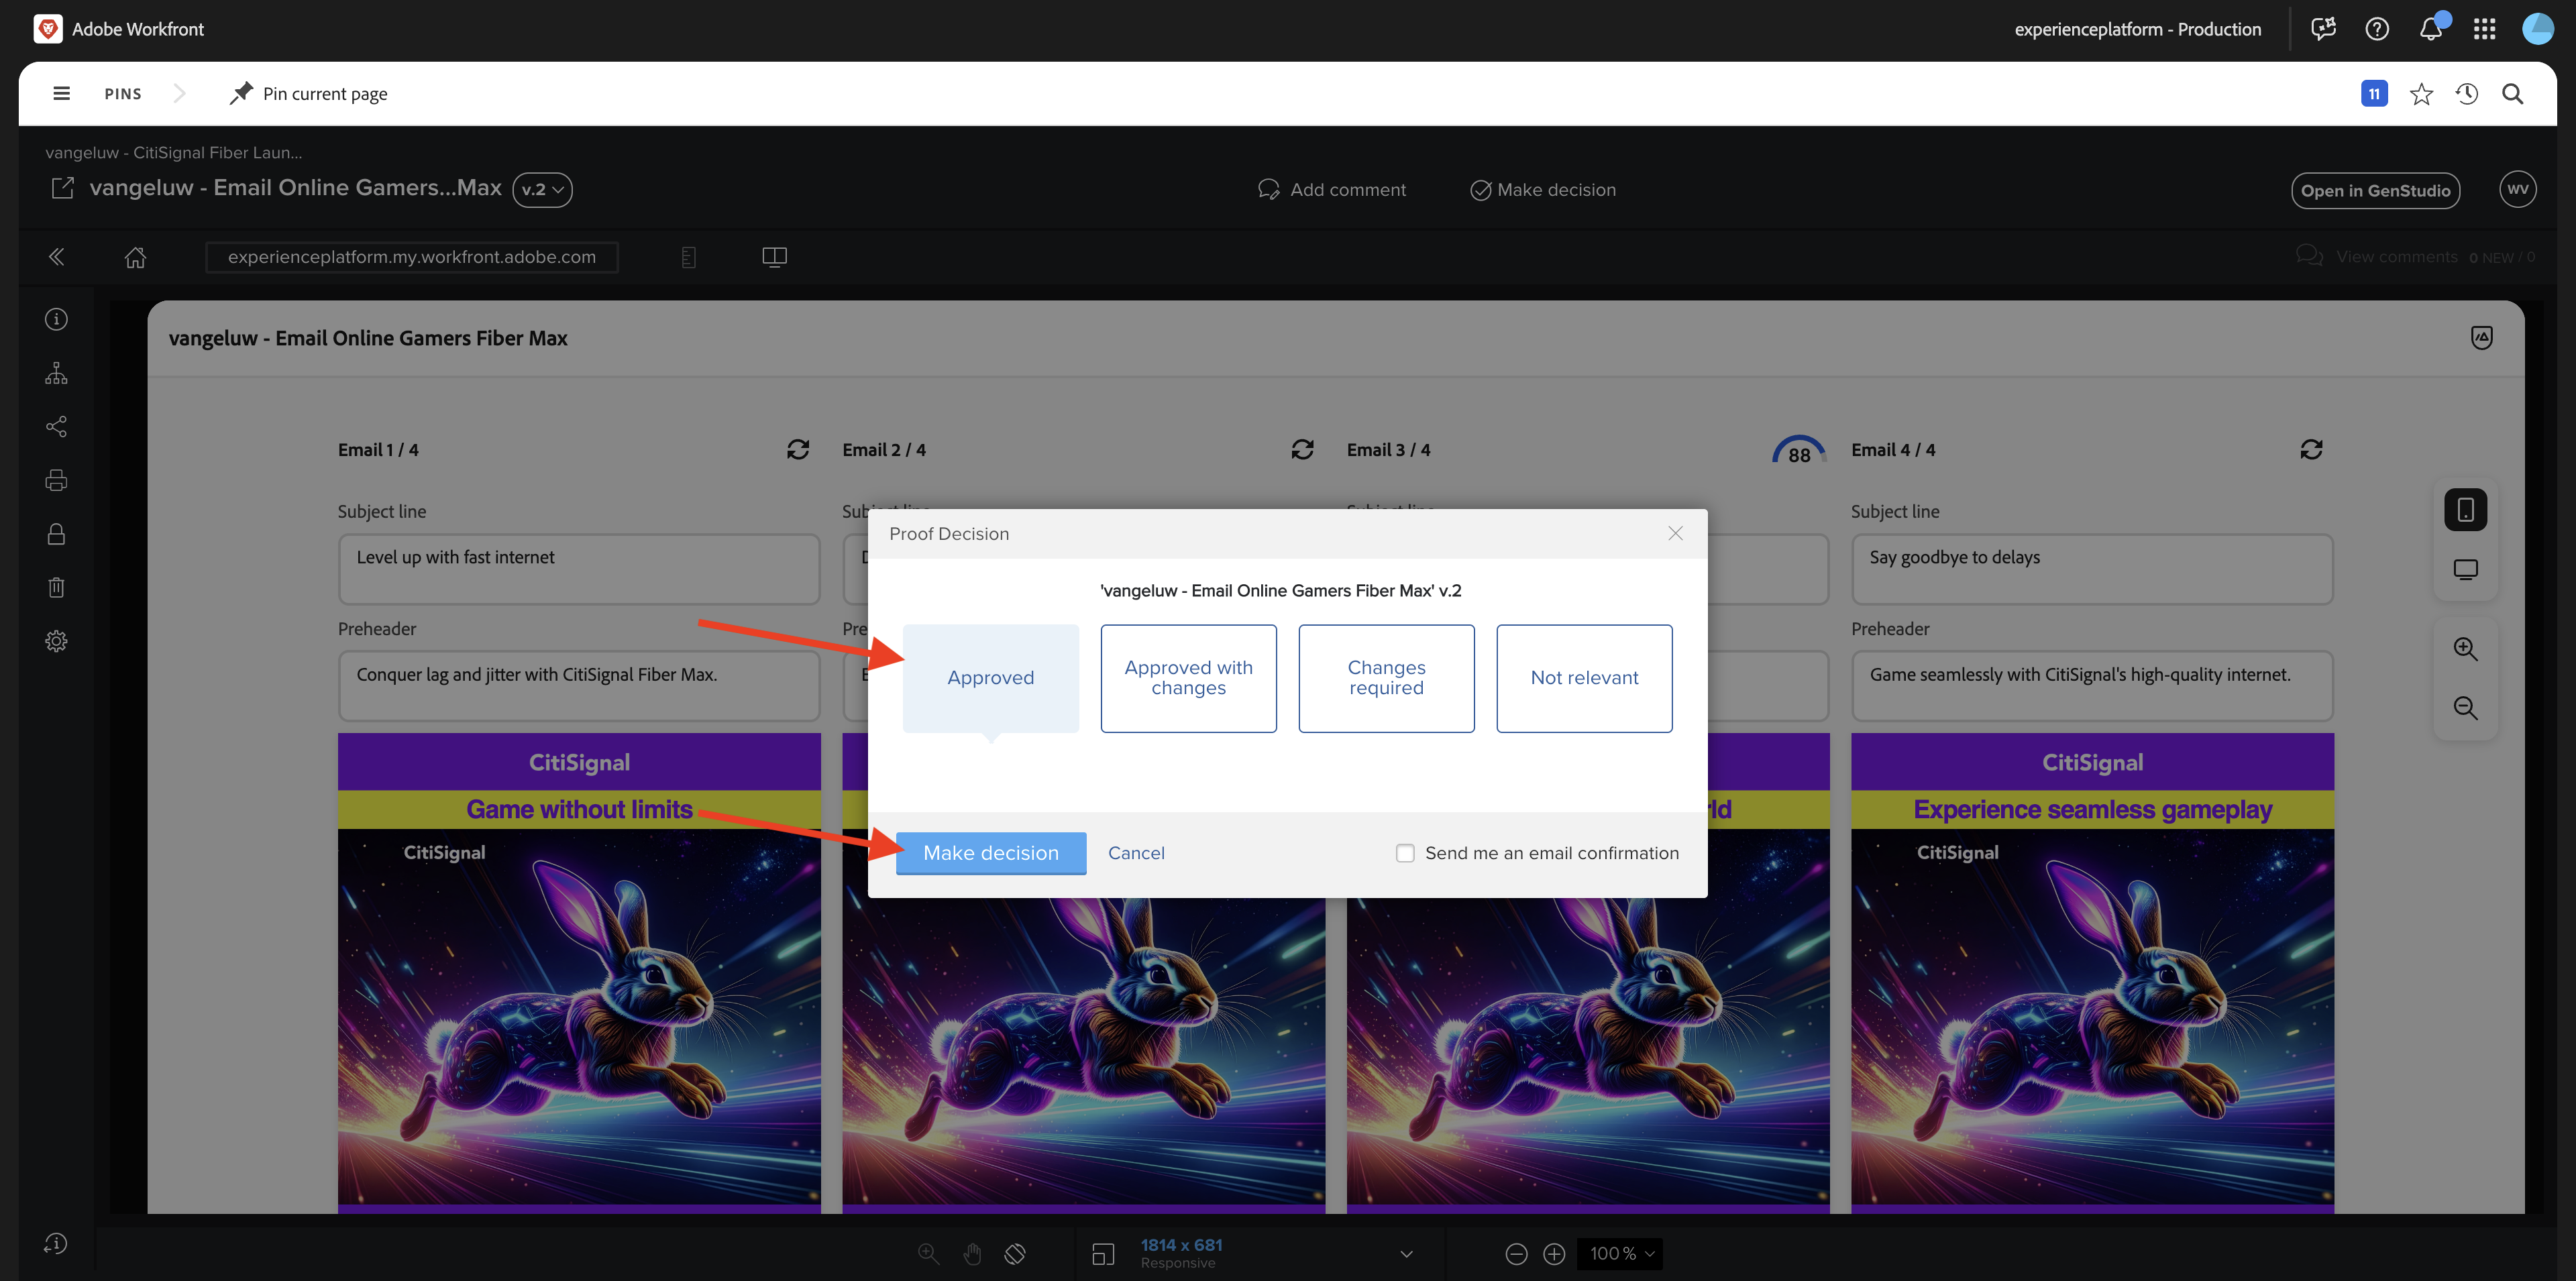 Adobe Workfront
experienceplatform - Production
PINS
Pin current page
11
vangeluw - CitiSignal Fiber Laun...
vangeluw - Email Online Gamers...Max
v.2
Add comment
Make decision
Open in GenStudio
WV
experienceplatform.my.workfront.adobe.com
View comments 0 NEW / 0
vangeluw - Email Online Gamers Fiber Max
Email 1 / 4
Email 2 / 4
Email 3 / 4
88
Email 4 / 4
Subject line
Subject line
Level up with fast internet
Say goodbye to delays
Preheader
Preheader
Conquer lag and jitter with CitiSignal Fiber Max.
Game seamlessly with CitiSignal's high-quality internet.
CitiSignal
CitiSignal
Game without limits
Experience seamless gameplay
CitiSignal
CitiSignal
Proof Decision
'vangeluw - Email Online Gamers Fiber Max' v.2
Approved
Approved with
changes
Changes
required
Not relevant
Make decision
Cancel
Send me an email confirmation
1814 x 681
Responsive
100 %